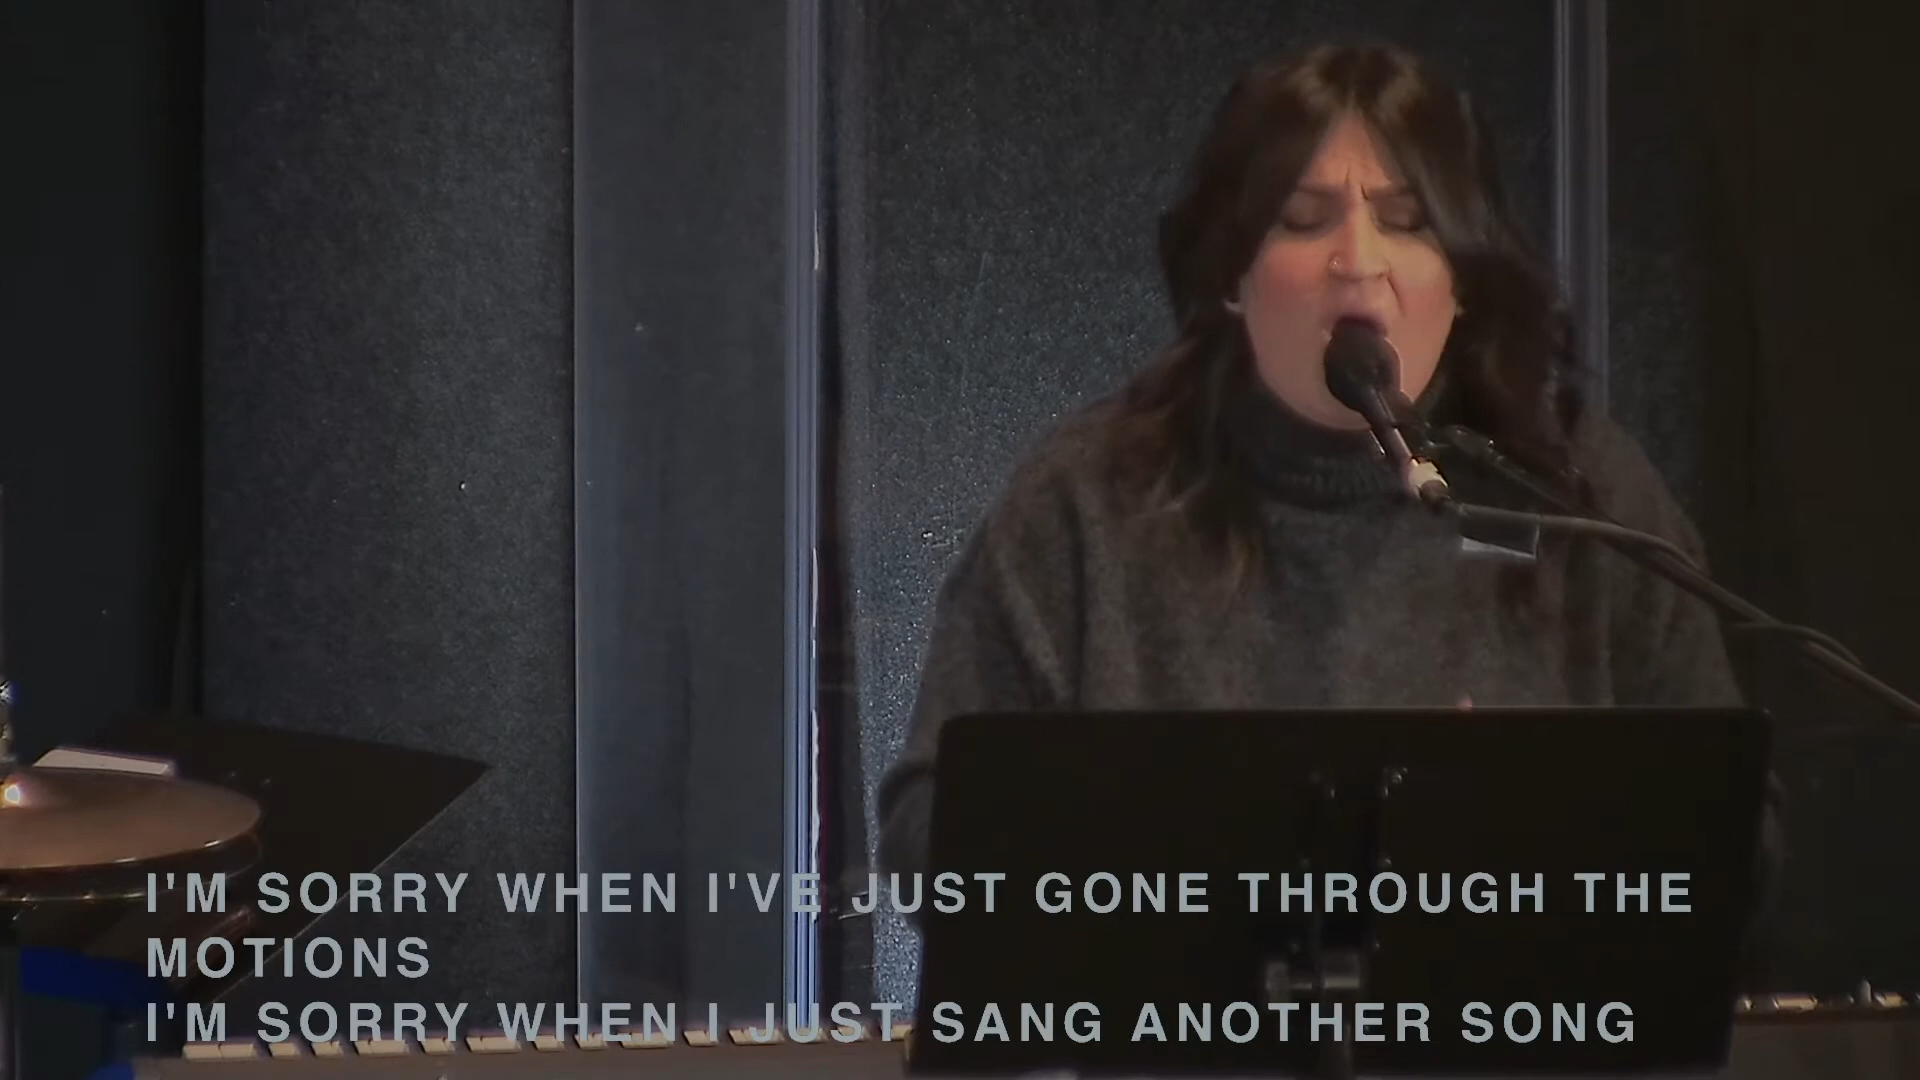 I'M SORRY WHEN I'VE JUST GONE THROUGH THE
MOTIONS
I'M SORRY WHEN I JUST SANG ANOTHER SONG